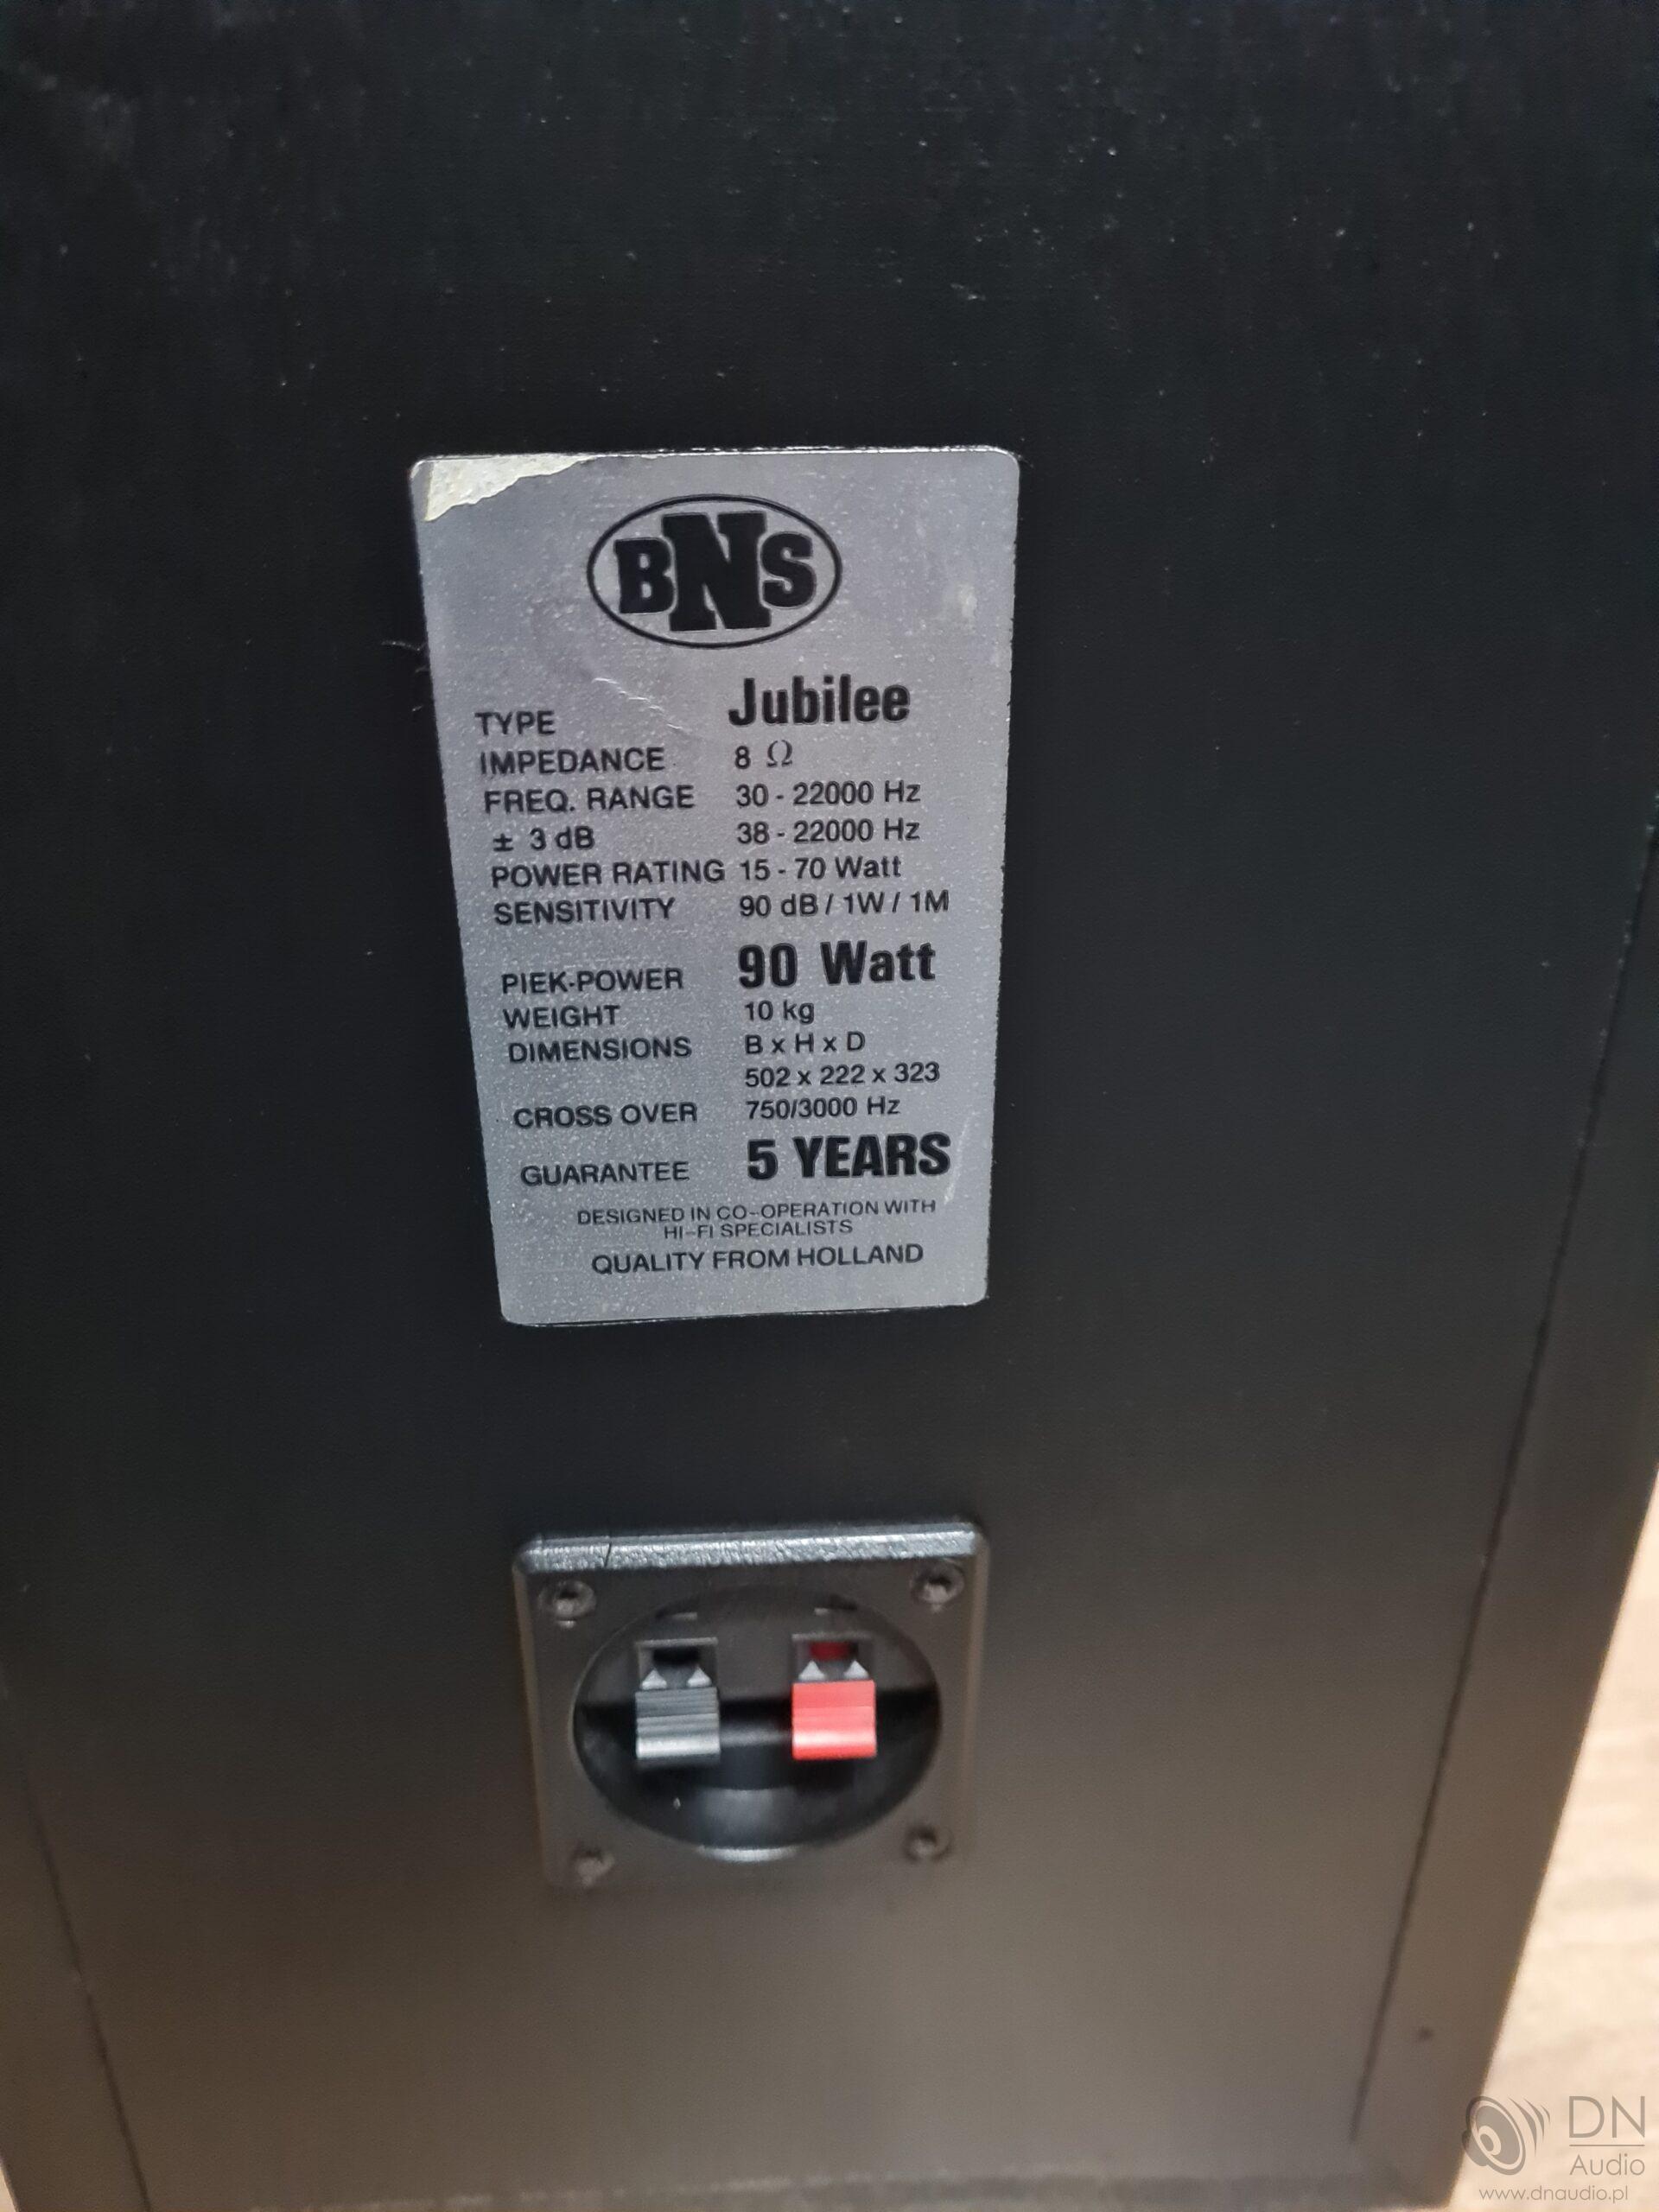 BNS
TYPE Jubilee
IMPEDANCE 8 Ω
FREQ. RANGE 30 - 22000 Hz
± 3 dB 38 - 22000 Hz
POWER RATING 15 - 70 Watt
SENSITIVITY 90 dB / 1W / 1M
PIEK-POWER 90 Watt
WEIGHT 10 kg
DIMENSIONS B x H x D
502 x 222 x 323
CROSS OVER 750/3000 Hz
GUARANTEE 5 YEARS
DESIGNED IN CO-OPERATION WITH
HI-FI SPECIALISTS
QUALITY FROM HOLLAND
DN
Audio
www.dnaudio.pl